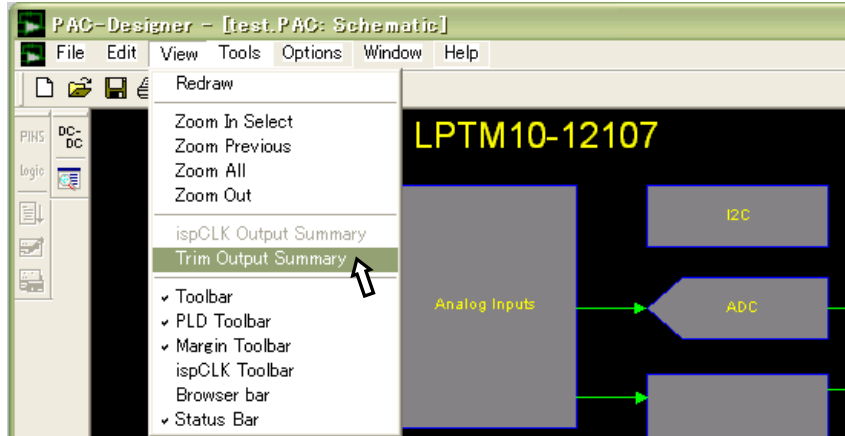 PAC-Designer - [test.PAC: Schematic]
File Edit View Tools Options Window Help
Redraw
Zoom In Select
Zoom Previous
Zoom All
Zoom Out
ispCLK Output Summary
Trim Output Summary
Toolbar
PLD Toolbar
Margin Toolbar
ispCLK Toolbar
Browser bar
Status Bar
PINS
DC-
DC
Logic
LPTM10-12107
Analog Inputs
I2C
ADC